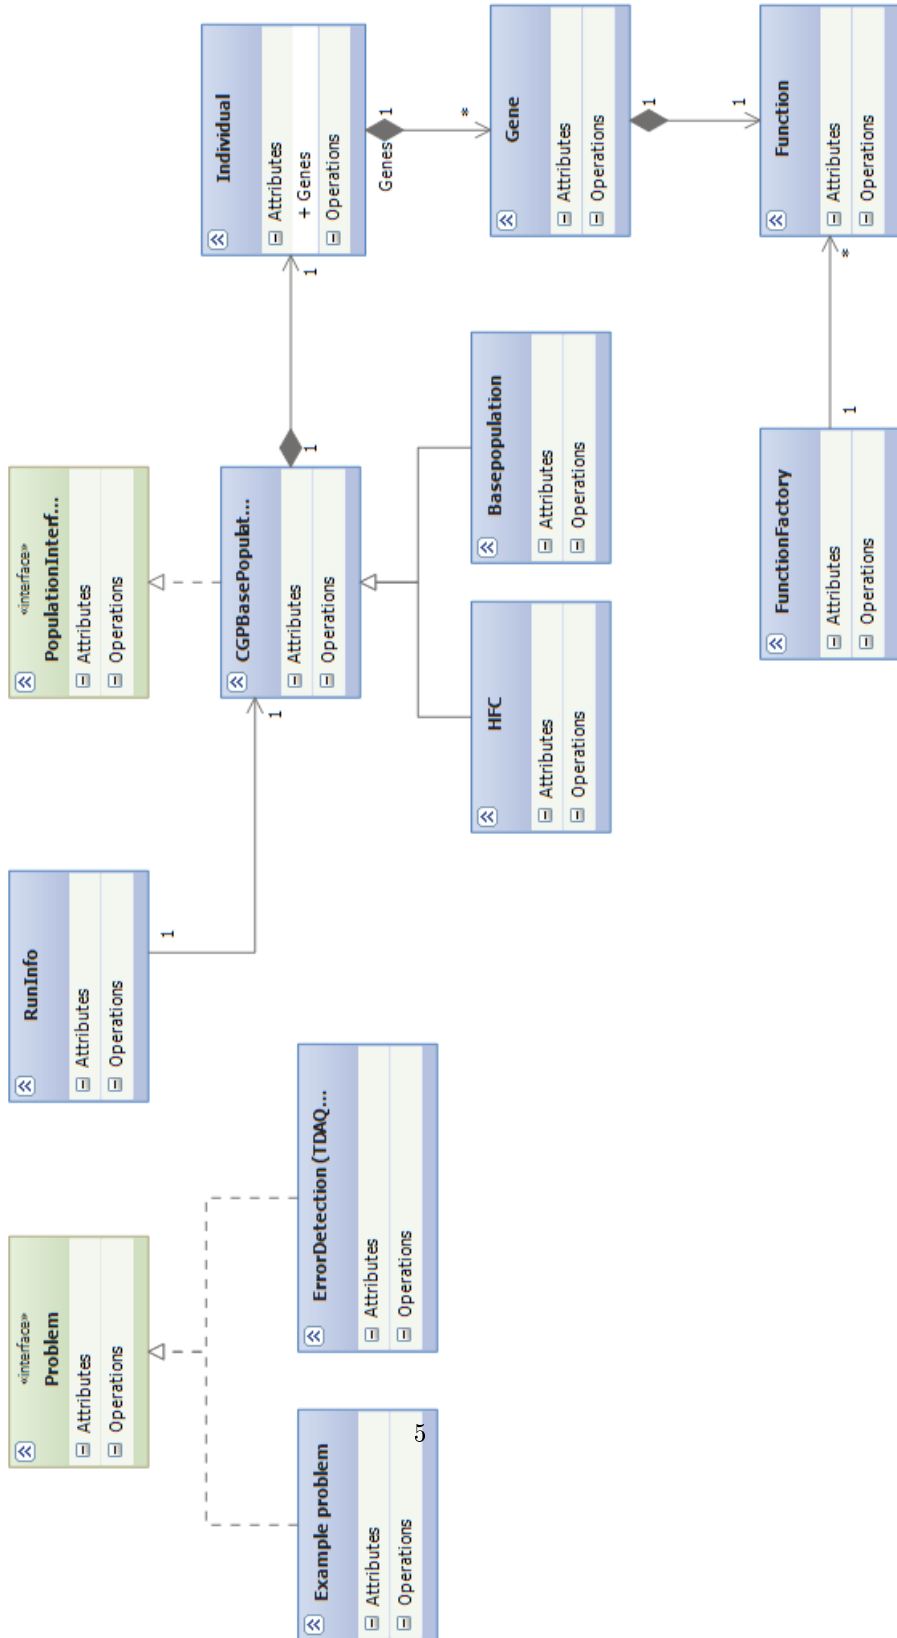 «interface»
Problem
Attributes
Operations
Example problem
Attributes
Operations
ErrorDetection (TDAQ...
Attributes
Operations
RunInfo
Attributes
Operations
1
1
«interface»
PopulationInterf...
Attributes
Operations
CGPBasePopulat...
Attributes
Operations
1
1
HFC
Attributes
Operations
Basepopulation
Attributes
Operations
Individual
Attributes
+ Genes
Operations
Genes
1
*
Gene
Attributes
Operations
1
1
FunctionFactory
Attributes
Operations
1
*
Function
Attributes
Operations
5